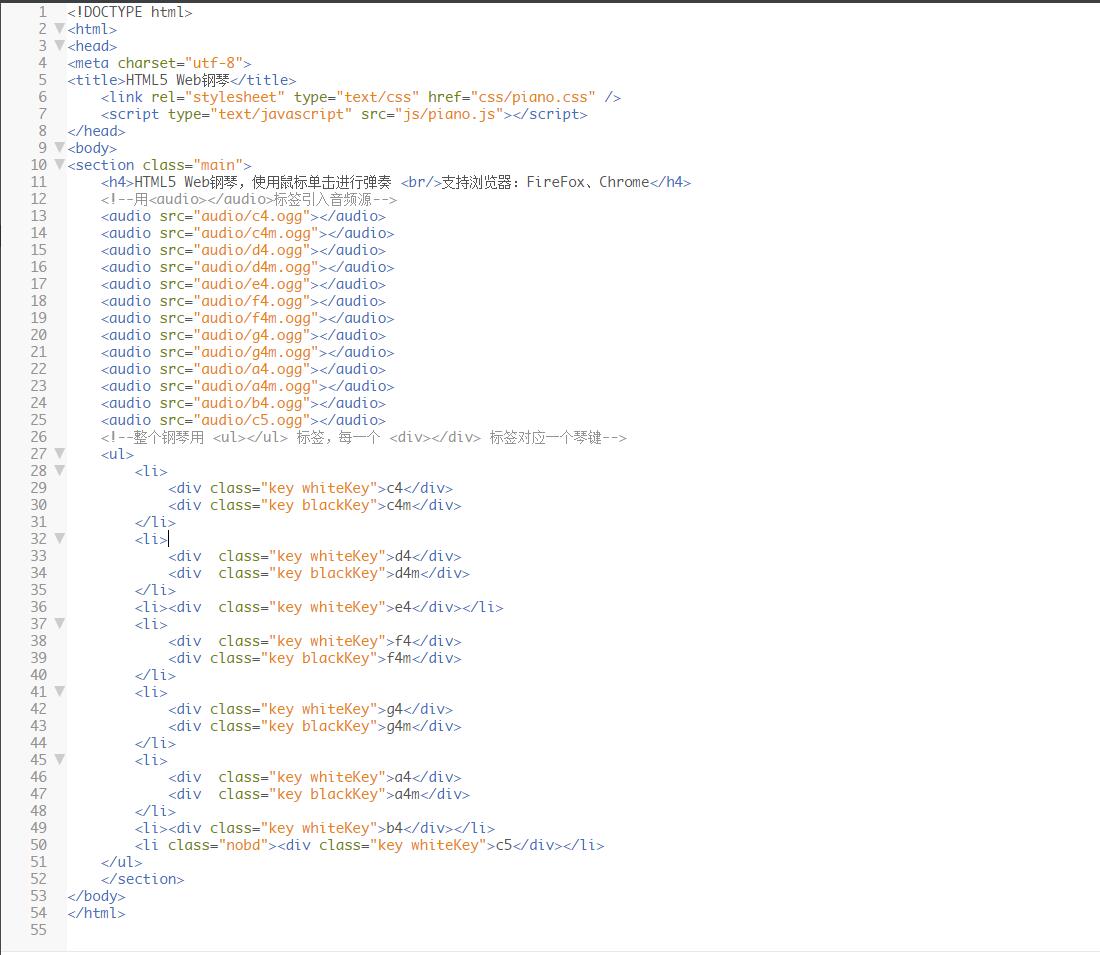 1 <!DOCTYPE html>
2 <html>
3 <head>
4 <meta charset="utf-8">
5 <title>HTML5 Web钢琴</title>
6     <link rel="stylesheet" type="text/css" href="css/piano.css" />
7     <script type="text/javascript" src="js/piano.js"></script>
8 </head>
9 <body>
10 <section class="main">
11     <h4>HTML5 Web钢琴，使用鼠标单击进行弹奏 <br/>支持浏览器：FireFox、Chrome</h4>
12     <!--用<audio></audio>标签引入音频源-->
13     <audio src="audio/c4.ogg"></audio>
14     <audio src="audio/c4m.ogg"></audio>
15     <audio src="audio/d4.ogg"></audio>
16     <audio src="audio/d4m.ogg"></audio>
17     <audio src="audio/e4.ogg"></audio>
18     <audio src="audio/f4.ogg"></audio>
19     <audio src="audio/f4m.ogg"></audio>
20     <audio src="audio/g4.ogg"></audio>
21     <audio src="audio/g4m.ogg"></audio>
22     <audio src="audio/a4.ogg"></audio>
23     <audio src="audio/a4m.ogg"></audio>
24     <audio src="audio/b4.ogg"></audio>
25     <audio src="audio/c5.ogg"></audio>
26     <!--整个钢琴用 <ul></ul> 标签，每一个 <div></div> 标签对应一个琴键-->
27     <ul>
28         <li>
29             <div class="key whiteKey">c4</div>
30             <div class="key blackKey">c4m</div>
31         </li>
32         <li>
33             <div  class="key whiteKey">d4</div>
34             <div  class="key blackKey">d4m</div>
35         </li>
36         <li><div  class="key whiteKey">e4</div></li>
37         <li>
38             <div  class="key whiteKey">f4</div>
39             <div class="key blackKey">f4m</div>
40         </li>
41         <li>
42             <div class="key whiteKey">g4</div>
43             <div class="key blackKey">g4m</div>
44         </li>
45         <li>
46             <div  class="key whiteKey">a4</div>
47             <div  class="key blackKey">a4m</div>
48         </li>
49         <li><div class="key whiteKey">b4</div></li>
50         <li class="nobd"><div class="key whiteKey">c5</div></li>
51     </ul>
52     </section>
53 </body>
54 </html>
55